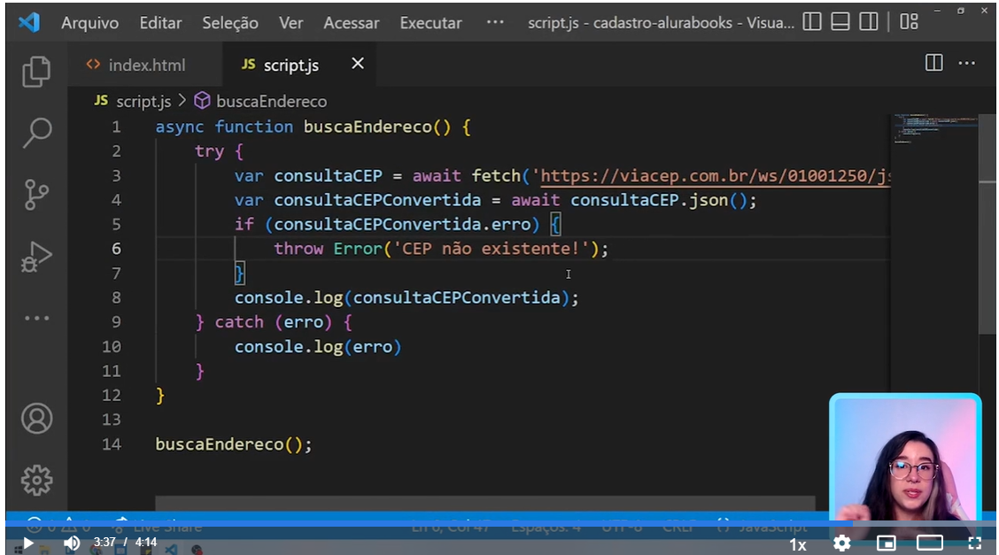 Arquivo Editar Seleção Ver Acessar Executar ··· script.js - cadastro-alurabooks - Visua...
<> index.html JS script.js ×
JS script.js > buscaEndereco
1 async function buscaEndereco() {
2 try {
3 var consultaCEP = await fetch('https://viacep.com.br/ws/01001250/js
4 var consultaCEPConvertida = await consultaCEP.json();
5 if (consultaCEPConvertida.erro) {
6 throw Error('CEP não existente!');
7 }
8 console.log(consultaCEPConvertida);
9 } catch (erro) {
10 console.log(erro)
11 }
12 }
13
14 buscaEndereco();
0 0 Live Share Ln 6, Col 47 Espaços: 4 UTF-8 CRLF {} JavaScript
3:37 / 4:14 1x